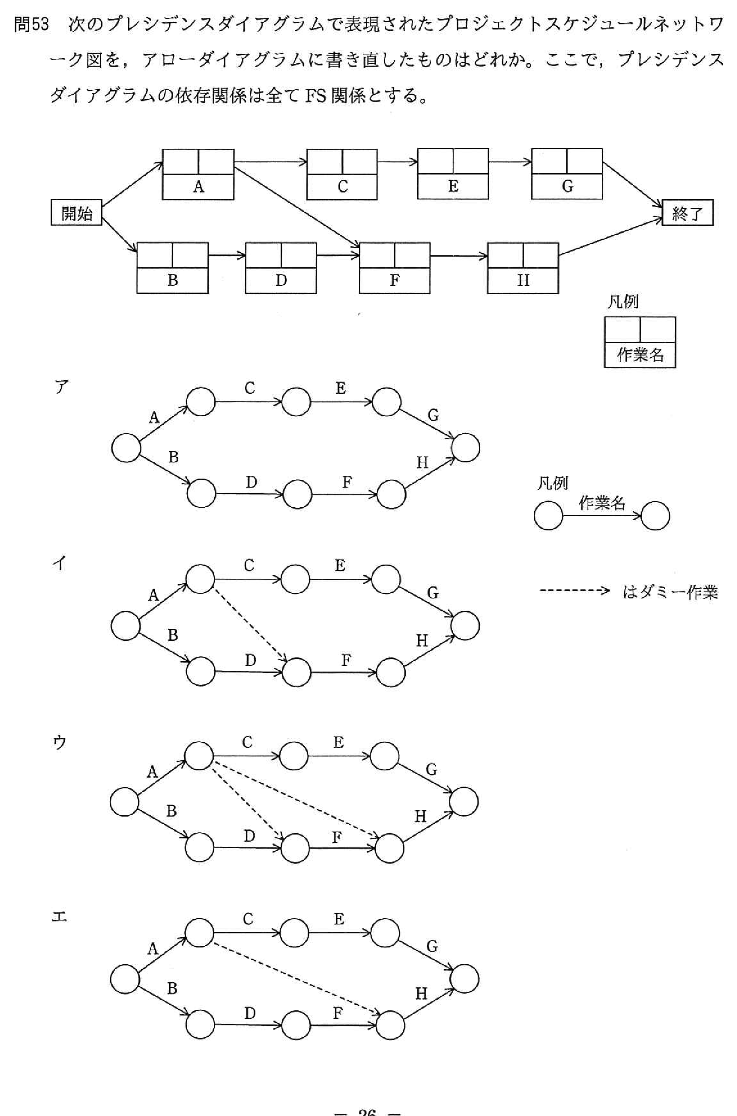 問53 次のプレシデンスダイアグラムで表現されたプロジェクトスケジュールネットワ
ーク図を，アローダイアグラムに書き直したものはどれか。ここで，プレシデンス
ダイアグラムの依存関係は全てFS関係とする。
A
C
E
G
開始
終了
B
D
F
H
凡例
作業名
ア
A
C
E
G
B
D
F
H
凡例
作業名
イ
A
C
E
G
B
D
F
H
はダミー作業
ウ
A
C
E
G
B
D
F
H
エ
A
C
E
G
B
D
F
H
― 26 ―